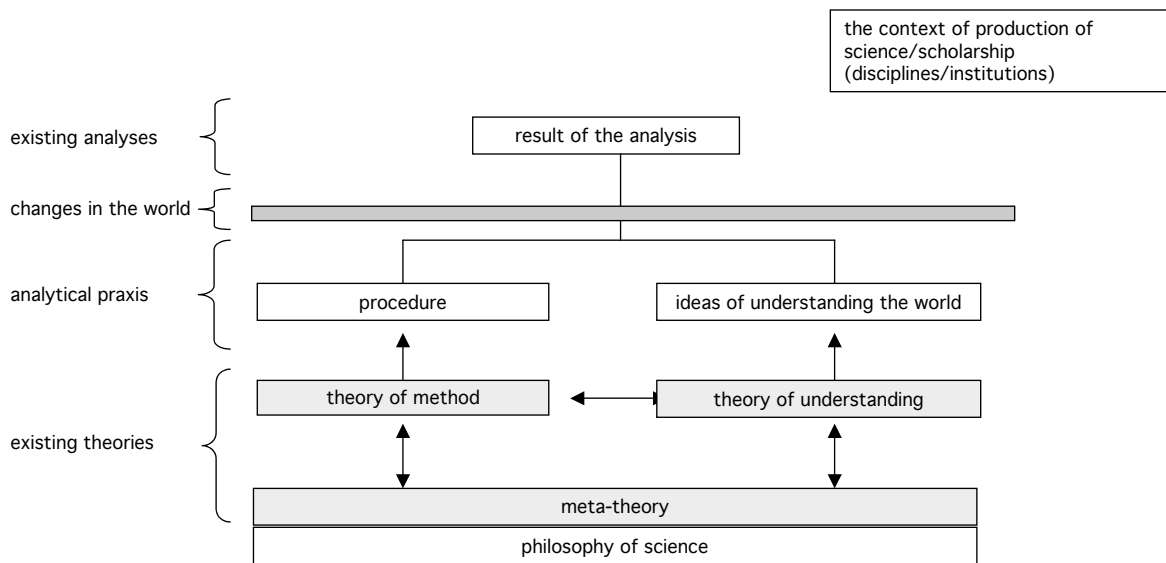 the context of production of
science/scholarship
(disciplines/institutions)
existing analyses
result of the analysis
changes in the world
analytical praxis
procedure
ideas of understanding the world
theory of method
theory of understanding
existing theories
meta-theory
philosophy of science